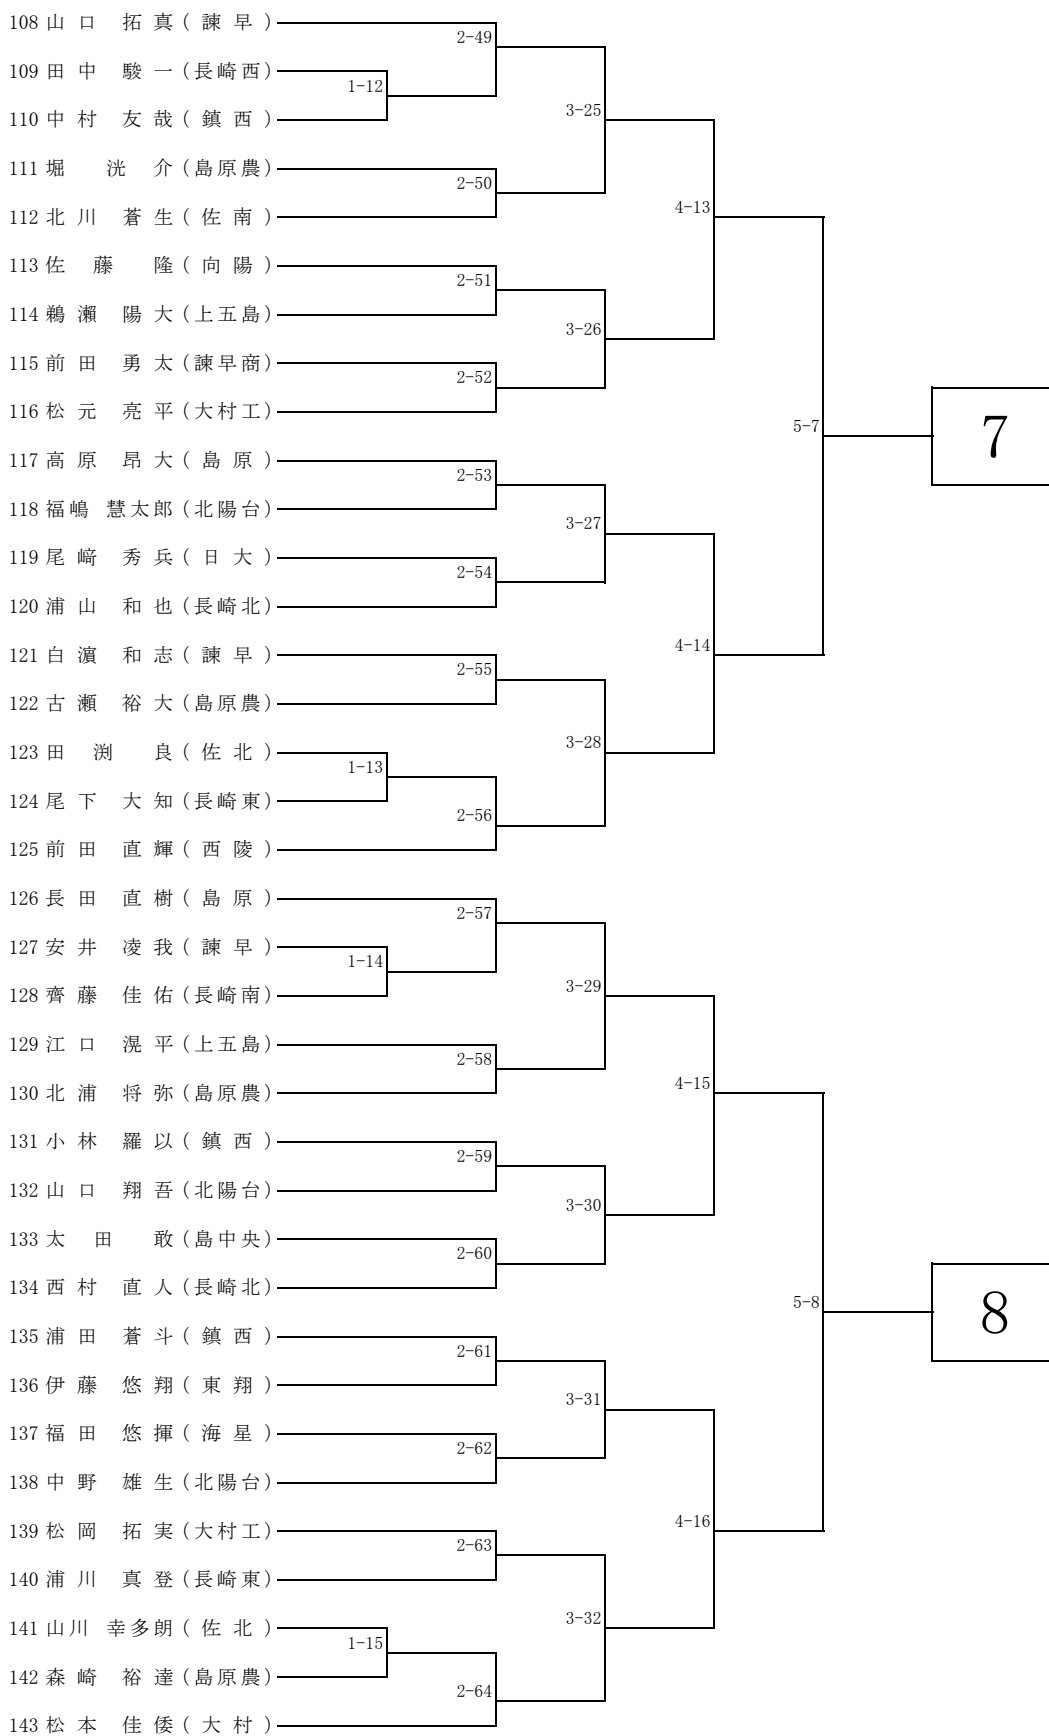 108 山口 拓真 (諫早)
2-49
109 田中 駿一 (長崎西)
1-12
110 中村 友哉 (鎮西)
3-25
111 堀 洸介 (島原農)
2-50
112 北川 蒼生 (佐南)
4-13
113 佐藤 隆 (向陽)
2-51
114 鵜瀬 陽大 (上五島)
3-26
115 前田 勇太 (諫早商)
2-52
116 松元 亮平 (大村工)
5-7
7
117 高原 昂大 (島原)
2-53
118 福嶋 慧太郎 (北陽台)
3-27
119 尾﨑 秀兵 (日大)
2-54
120 浦山 和也 (長崎北)
4-14
121 白濵 和志 (諫早)
2-55
122 古瀬 裕大 (島原農)
3-28
123 田渕 良 (佐北)
1-13
124 尾下 大知 (長崎東)
2-56
125 前田 直輝 (西陵)
126 長田 直樹 (島原)
2-57
127 安井 凌我 (諫早)
1-14
128 齊藤 佳佑 (長崎南)
3-29
129 江口 滉平 (上五島)
2-58
130 北浦 将弥 (島原農)
4-15
131 小林 羅以 (鎮西)
2-59
132 山口 翔吾 (北陽台)
3-30
133 太田 敢 (島中央)
2-60
134 西村 直人 (長崎北)
5-8
8
135 浦田 蒼斗 (鎮西)
2-61
136 伊藤 悠翔 (東翔)
3-31
137 福田 悠揮 (海星)
2-62
138 中野 雄生 (北陽台)
4-16
139 松岡 拓実 (大村工)
2-63
140 浦川 真登 (長崎東)
3-32
141 山川 幸多朗 (佐北)
1-15
142 森崎 裕達 (島原農)
2-64
143 松本 佳倭 (大村)